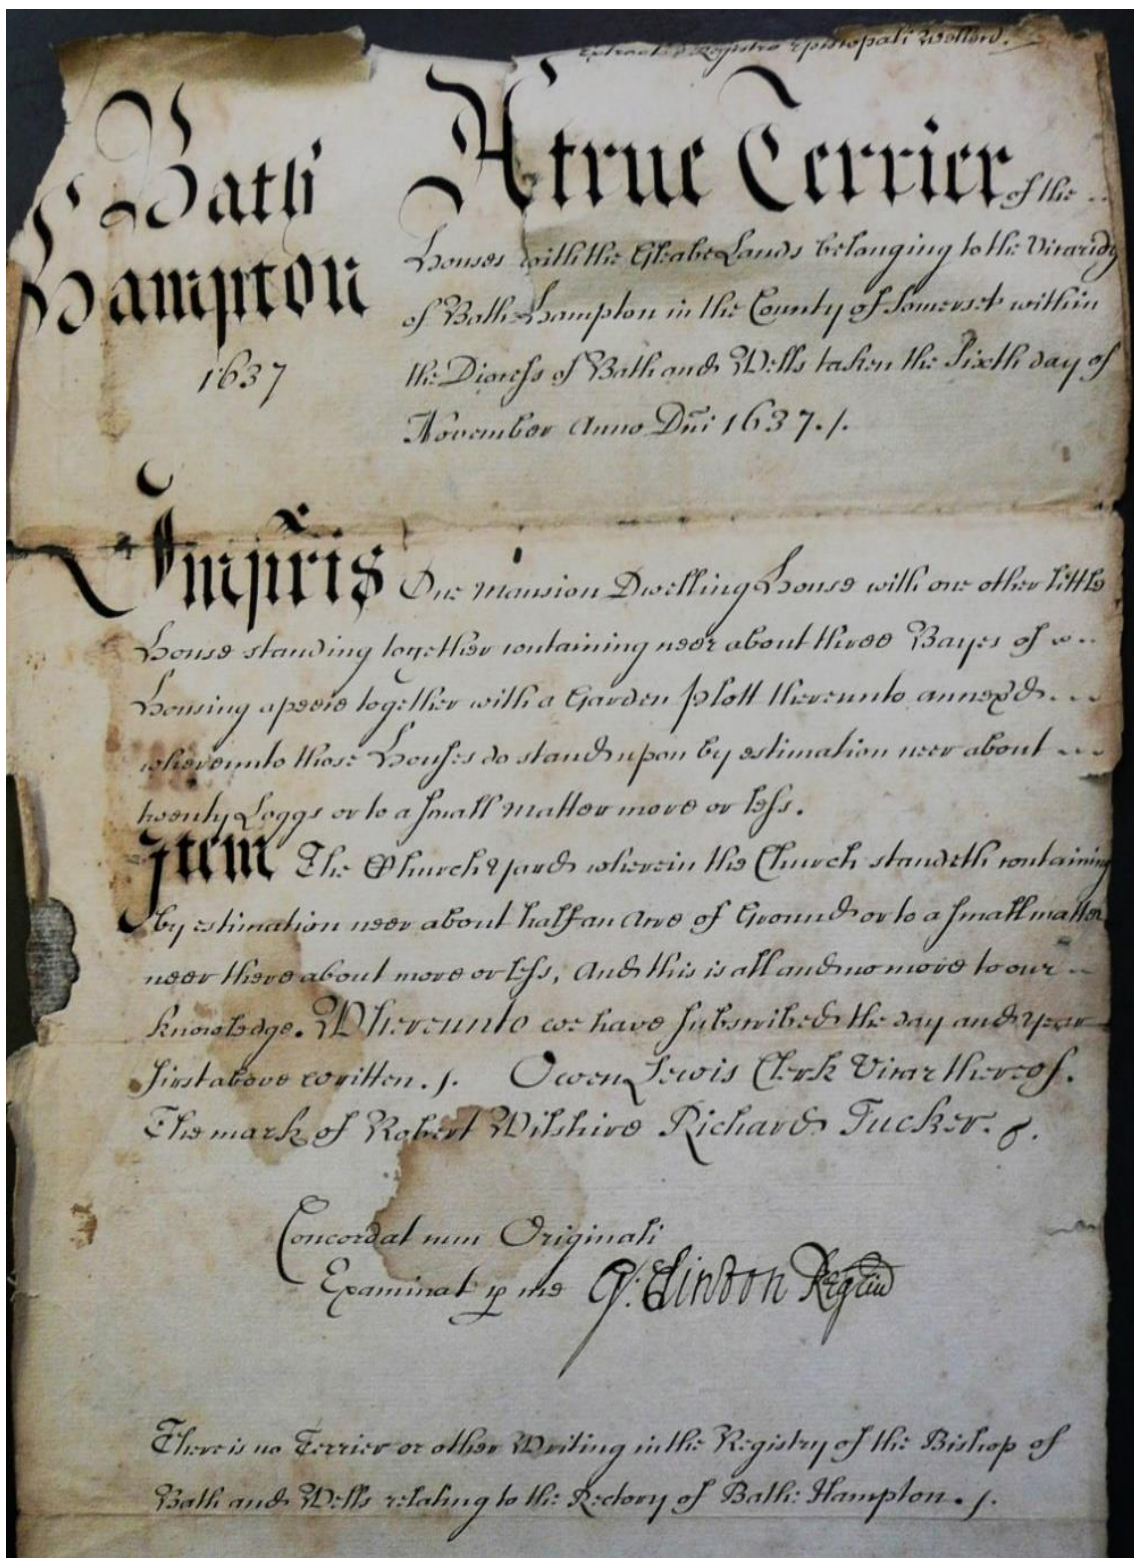 Extract è Registro Episcopali Wellen.
Bath
Hampton
1637
A true Terrier of the
Houses with the Gleabe Lands belonging to the Vicaridg
of Bath Hampton in the County of Somerset within
the Diocess of Bath and Wells taken the Sixth day of
November Anno Dñi 1637./.
Impris One Mansion Dwelling House with one other little
House standing together containing neer about three Bayes of
Housing apeece together with a Garden plott thereunto annexed
whereunto those Houses do stand upon by estimation neer about
twenty Loggs or to a small matter more or less.
Item The Church yard wherein the Church standeth containing
by estimation neer about half an Acre of Ground or to a small matter
neer there about more or less, And this is all and no more to our
knowledge. Whereunto we have subscribed the day and year
first above written./. Owen Lewis Clerk Vicar thereof.
The mark of Robert Wilshire Richard Tucker.
Concordat cum Originali
Examinat p me
There is no Terrier or other Writing in the Registry of the Bishop of
Bath and Wells relating to the Rectory of Bath Hampton./.